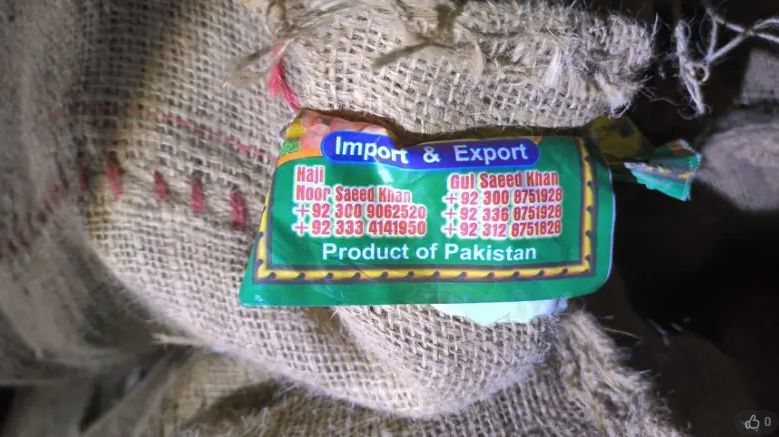 Import & Export
Haji
Noor Saeed Khan
+92 300 9062520
+92 333 4141950
Gul Saeed Khan
+92 300 8751928
+92 336 8751928
+92 312 8751828
Product of Pakistan
0